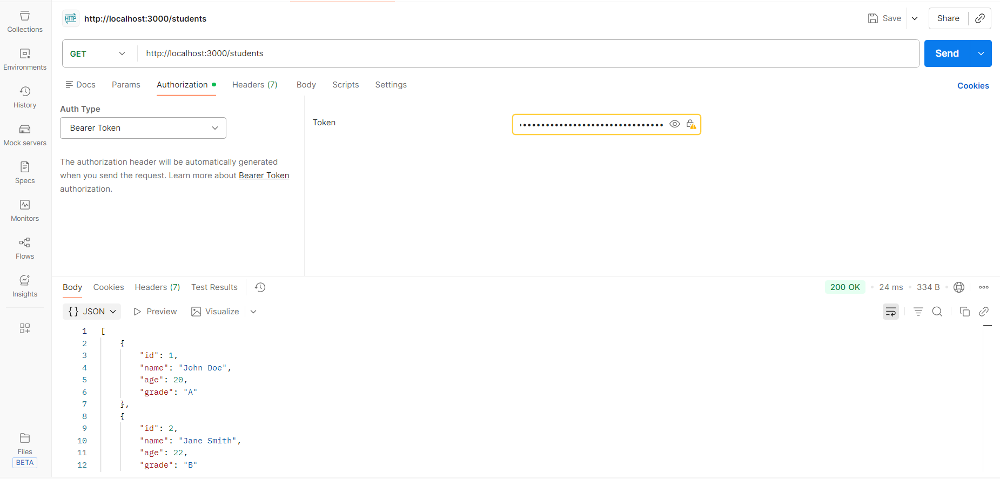 Collections
Environments
History
Mock servers
Specs
Monitors
Flows
Insights
Files
BETA
HTTP http://localhost:3000/students
Save
Share
GET http://localhost:3000/students
Send
Docs Params Authorization Headers (7) Body Scripts Settings
Cookies
Auth Type
Bearer Token
The authorization header will be automatically generated
when you send the request. Learn more about Bearer Token
authorization.
Token
Body Cookies Headers (7) Test Results
200 OK • 24 ms • 334 B
{} JSON Preview Visualize
1 [
2 {
3 "id": 1,
4 "name": "John Doe",
5 "age": 20,
6 "grade": "A"
7 },
8 {
9 "id": 2,
10 "name": "Jane Smith",
11 "age": 22,
12 "grade": "B"